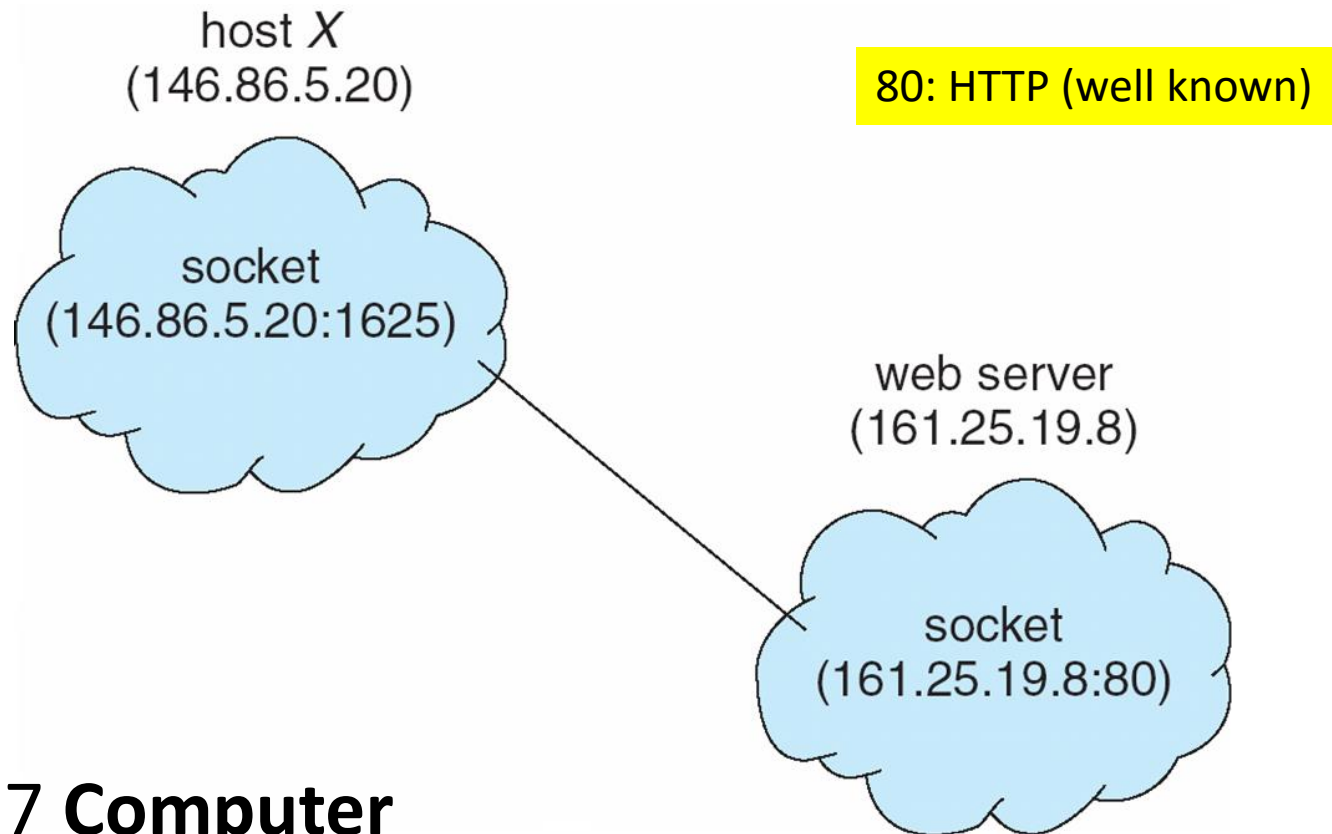 host X
(146.86.5.20)
80: HTTP (well known)
socket
(146.86.5.20:1625)
web server
(161.25.19.8)
socket
(161.25.19.8:80)
7 Computer